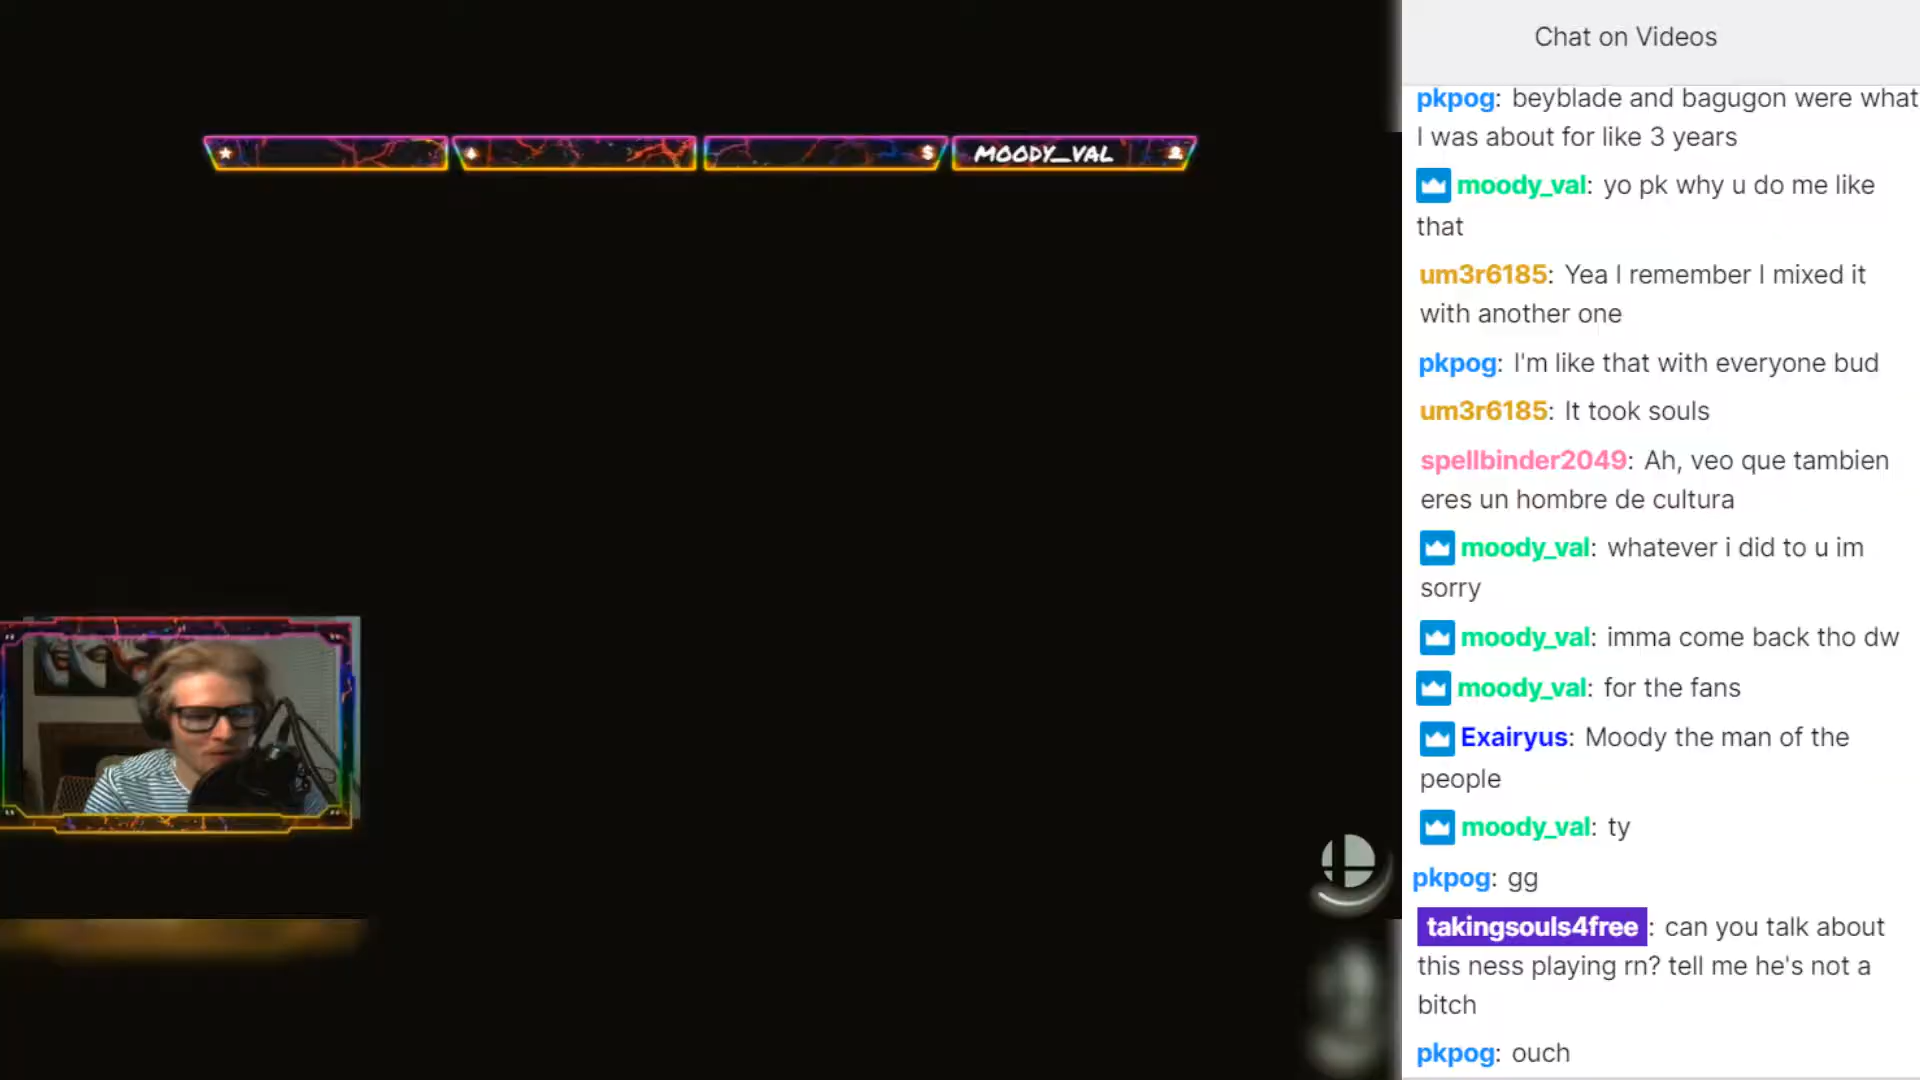 MOODY_VAL
Chat on Videos
pkpog: beyblade and bagugon were what
I was about for like 3 years
moody_val: yo pk why u do me like
that
um3r6185: Yea I remember I mixed it
with another one
pkpog: I'm like that with everyone bud
um3r6185: It took souls
spellbinder2049: Ah, veo que tambien
eres un hombre de cultura
moody_val: whatever i did to u im
sorry
moody_val: imma come back tho dw
moody_val: for the fans
Exairyus: Moody the man of the
people
moody_val: ty
pkpog: gg
takingsouls4free: can you talk about
this ness playing rn? tell me he's not a
bitch
pkpog: ouch